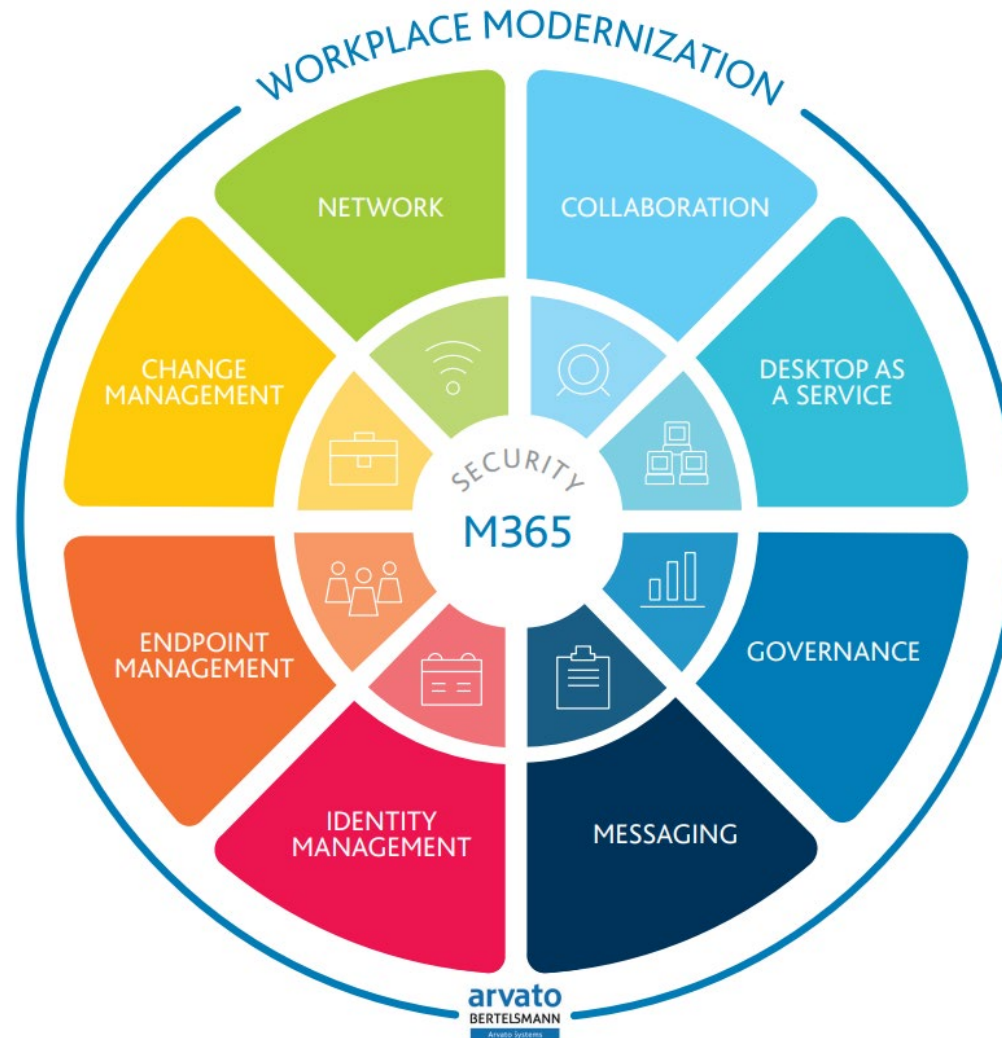 WORKPLACE MODERNIZATION
NETWORK
COLLABORATION
CHANGE
MANAGEMENT
DESKTOP AS
A SERVICE
SECURITY
M365
ENDPOINT
MANAGEMENT
GOVERNANCE
IDENTITY
MANAGEMENT
MESSAGING
arvato
BERTELSMANN
Arvato Systems